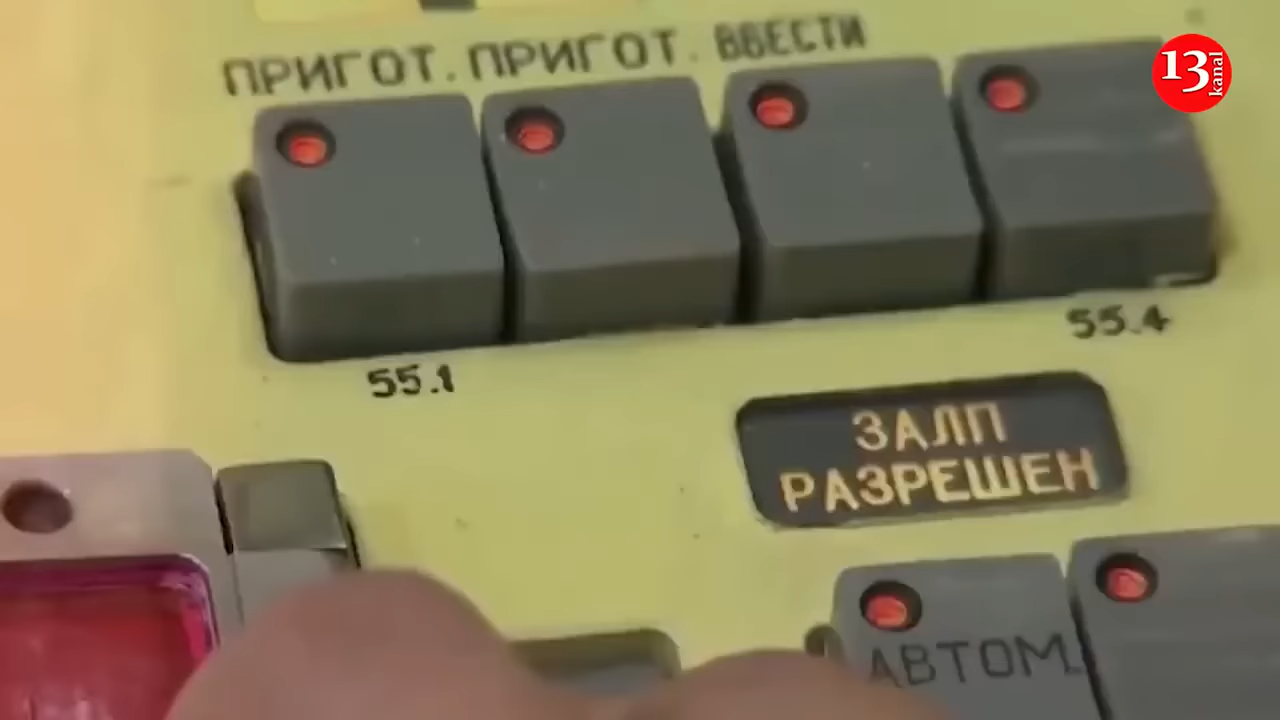 13
kanal
ПРИГОТ. ПРИГОТ. ВВЕСТИ
55.1
55.4
ЗАЛП
РАЗРЕШЕН
АВТОМ.